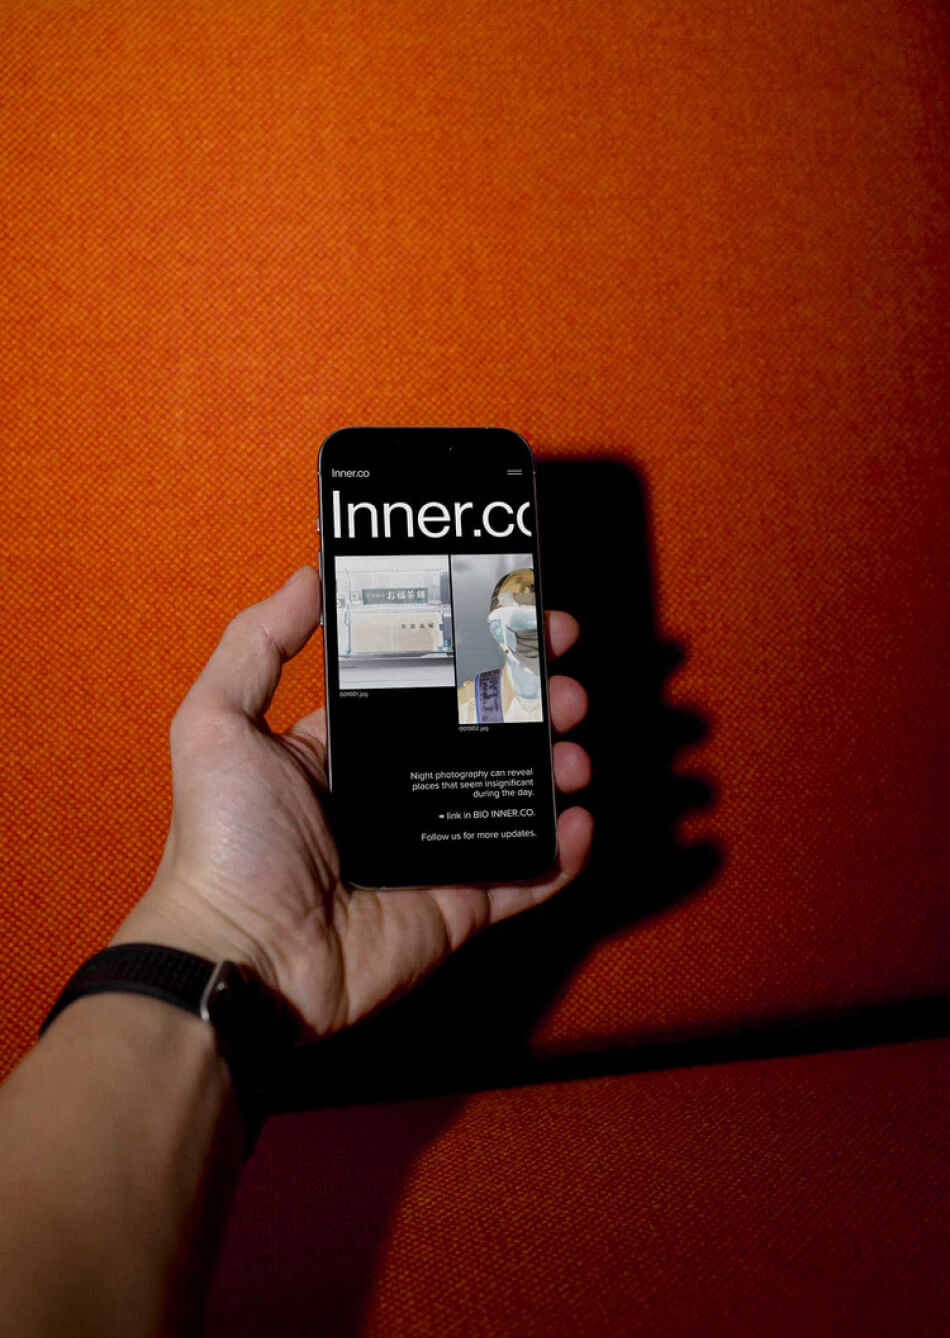 Inner.co
Inner.co
お福茶舗
001001.jpg
001002.jpg
Night photography can reveal
places that seem insignificant
during the day.
➠ link in BIO INNER.CO.
Follow us for more updates.